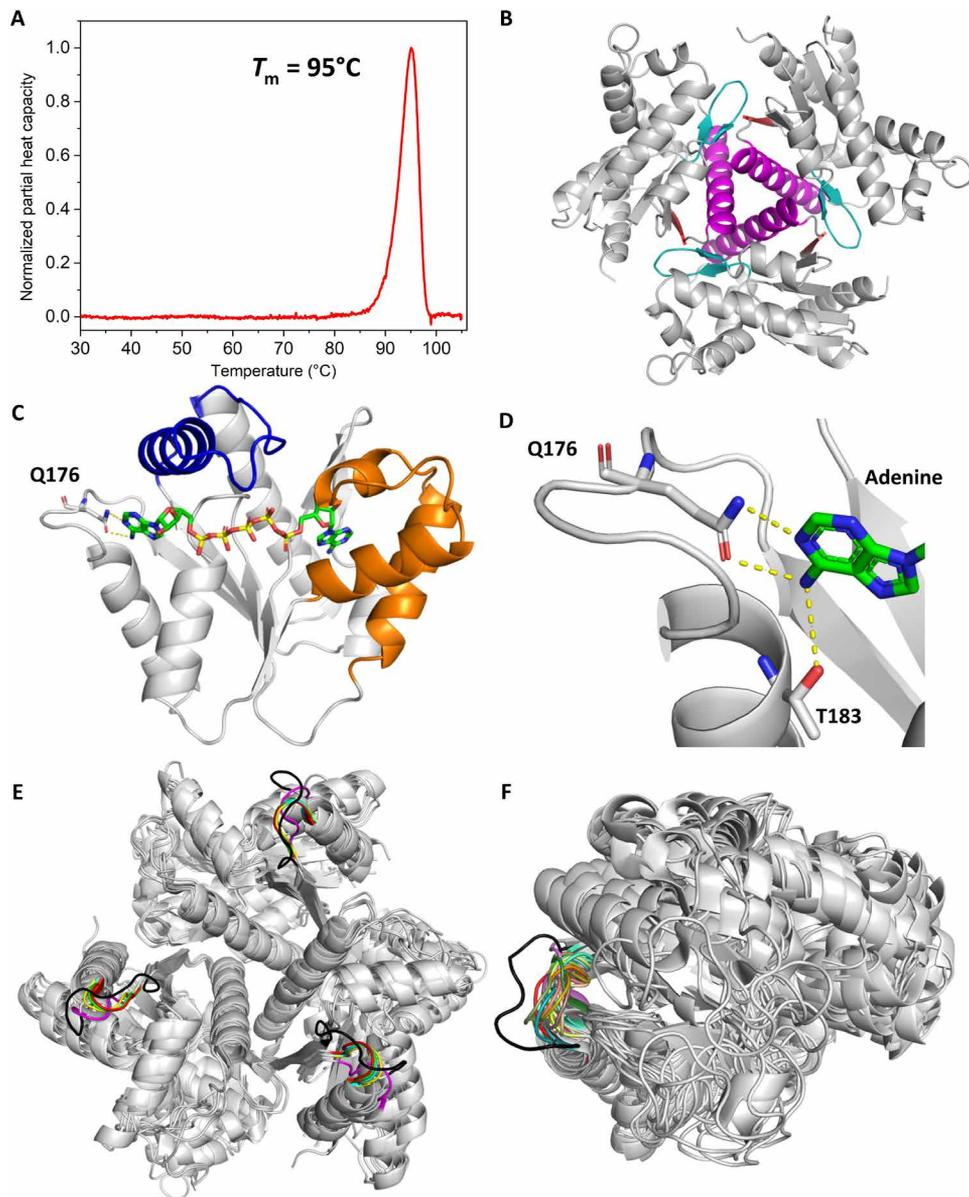 A
Normalized partial heat capacity
1.0
0.8
0.6
0.4
0.2
0.0
Tm = 95°C
30 40 50 60 70 80 90 100
Temperature (°C)
B
C
Q176
D
Q176
Adenine
T183
E
F